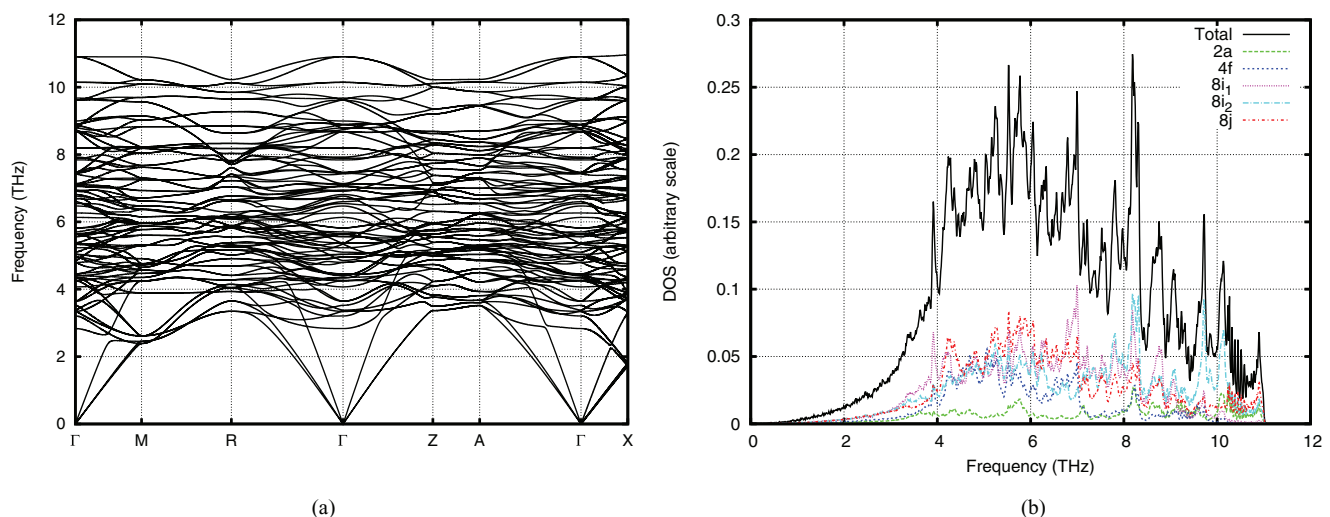 12
10
8
6
4
2
0
Frequency (THz)
Γ M R Γ Z A Γ X
(a)
0.3
0.25
0.2
0.15
0.1
0.05
0
DOS (arbitrary scale)
Total
2a
4f
8i1
8i2
8j
0 2 4 6 8 10 12
Frequency (THz)
(b)